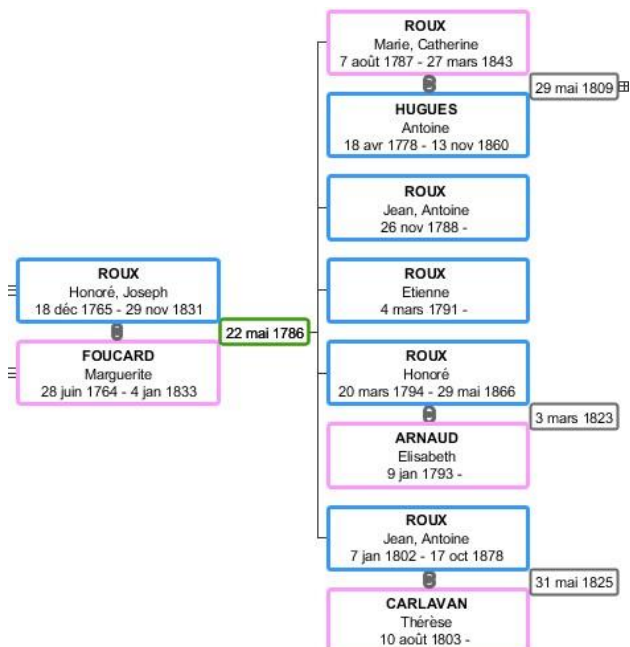 ROUX
Marie, Catherine
7 août 1787 - 27 mars 1843
29 mai 1809
HUGUES
Antoine
18 avr 1778 - 13 nov 1860
ROUX
Jean, Antoine
26 nov 1788 -
ROUX
Honoré, Joseph
18 déc 1765 - 29 nov 1831
22 mai 1786
FOUCARD
Marguerite
28 juin 1764 - 4 jan 1833
ROUX
Etienne
4 mars 1791 -
ROUX
Honoré
20 mars 1794 - 29 mai 1866
3 mars 1823
ARNAUD
Elisabeth
9 jan 1793 -
ROUX
Jean, Antoine
7 jan 1802 - 17 oct 1878
31 mai 1825
CARLAVAN
Thérèse
10 août 1803 -